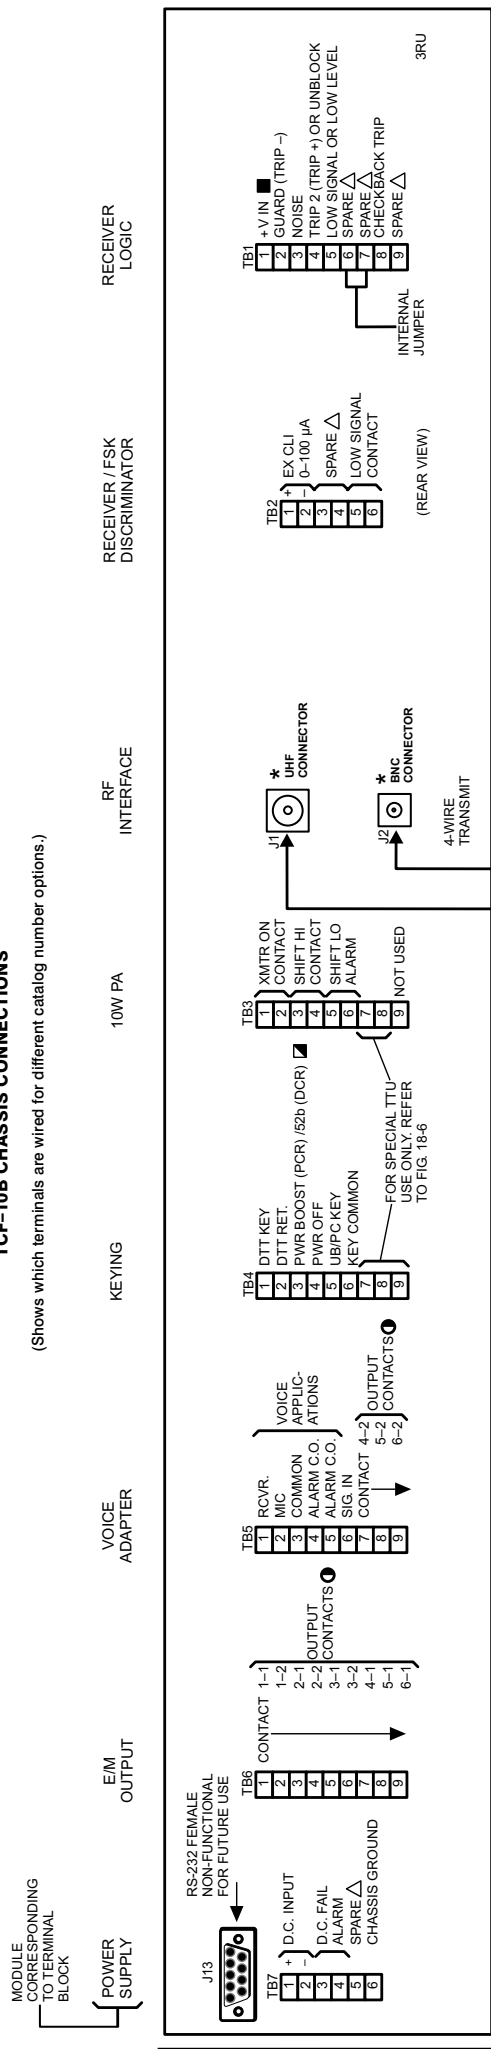 TCF–10B CHASSIS CONNECTIONS
(Shows which terminals are wired for different catalog number options.)
MODULE
CORRESPONDING
TO TERMINAL
BLOCK
POWER
SUPPLY
E/M
OUTPUT
VOICE
ADAPTER
KEYING
10W PA
RF
INTERFACE
RECEIVER / FSK
DISCRIMINATOR
RECEIVER
LOGIC
J13
RS-232 FEMALE
NON-FUNCTIONAL
FOR FUTURE USE
TB7
1 +
2 –
D.C. INPUT
3
4
D.C. FAIL
ALARM
5 SPARE
6 CHASSIS GROUND
TB6
CONTACT
1 1–1
2 1–2
3 2–1
4 2–2
5 3–1
6 3–2
7 4–1
8 5–1
9 6–1
OUTPUT
CONTACTS
TB5
1 RCVR.
2 MIC
3 COMMON
4 ALARM C.O.
5 ALARM C.O.
6 SIG. IN
7 CONTACT 4–2
8 5–2
9 6–2
VOICE
APPLIC-
ATIONS
OUTPUT
CONTACTS
TB4
1 DTT KEY
2 DTT RET.
3 PWR BOOST (PCR) /52b (DCR)
4 PWR OFF
5 UB/PC KEY
6 KEY COMMON
7
8
9
FOR SPECIAL TTU
USE ONLY. REFER
TO FIG. 18-6
TB3
1 XMTR ON
2 CONTACT
3 SHIFT HI
4 CONTACT
5 SHIFT LO
6 ALARM
7
8
9 NOT USED
J1
*
UHF
CONNECTOR
J2
*
BNC
CONNECTOR
4-WIRE
TRANSMIT
TB2
1 + EX CLI
2 – 0–100 µA
3
4
SPARE
5 LOW SIGNAL
6 CONTACT
(REAR VIEW)
TB1
1 +V IN
2 GUARD (TRIP –)
3 NOISE
4 TRIP 2 (TRIP +) OR UNBLOCK
5 LOW SIGNAL OR LOW LEVEL
6 SPARE
7 SPARE
8 CHECKBACK TRIP
9 SPARE
INTERNAL
JUMPER
3RU